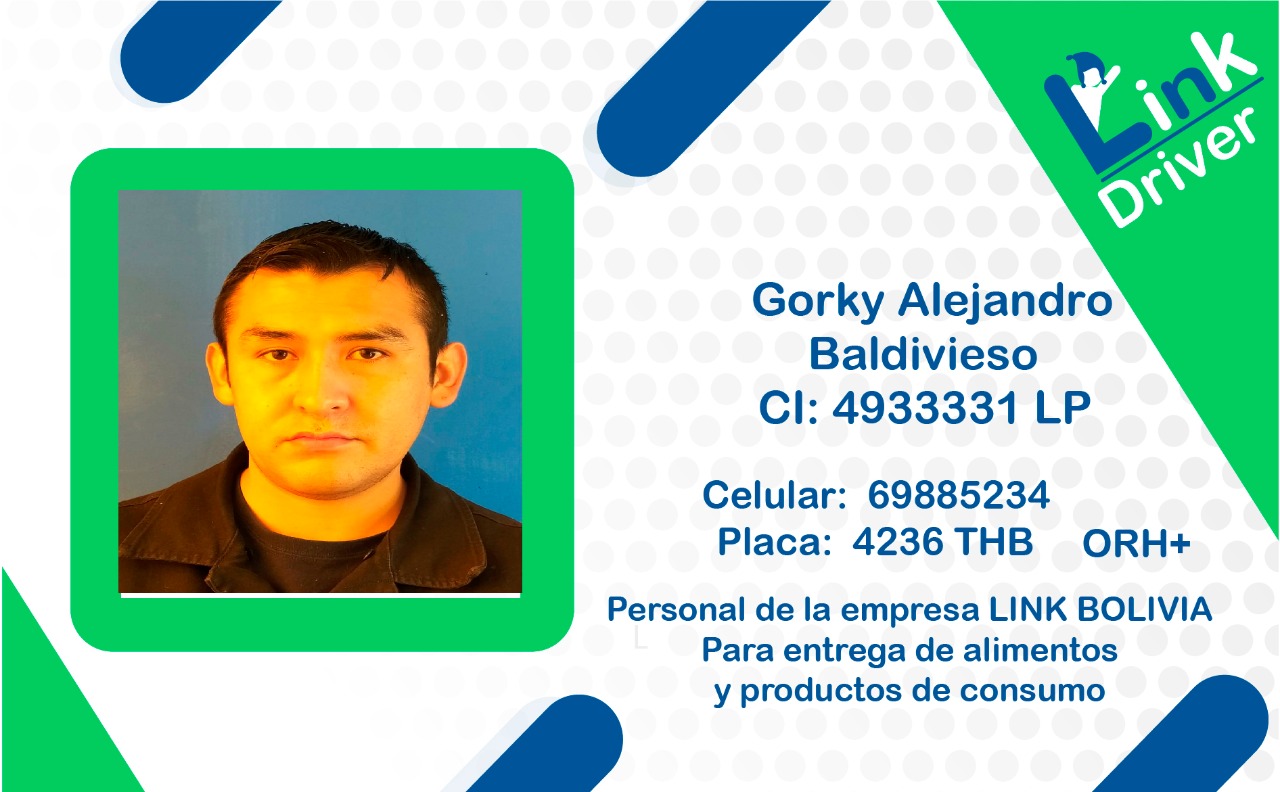 Link
Driver
Gorky Alejandro
Baldivieso
CI: 4933331 LP
Celular: 69885234
Placa: 4236 THB ORH+
Personal de la empresa LINK BOLIVIA
L
Para entrega de alimentos
y productos de consumo